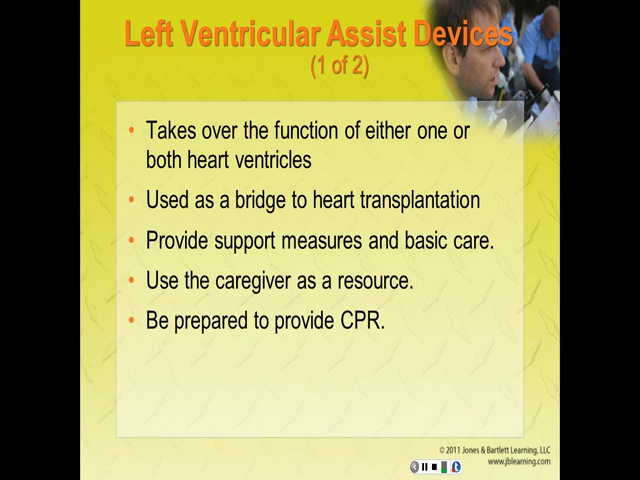 Left Ventricular Assist Devices
(1 of 2)
• Takes over the function of either one or
both heart ventricles
• Used as a bridge to heart transplantation
• Provide support measures and basic care.
• Use the caregiver as a resource.
• Be prepared to provide CPR.
© 2011 Jones & Bartlett Learning, LLC
www.jblearning.com